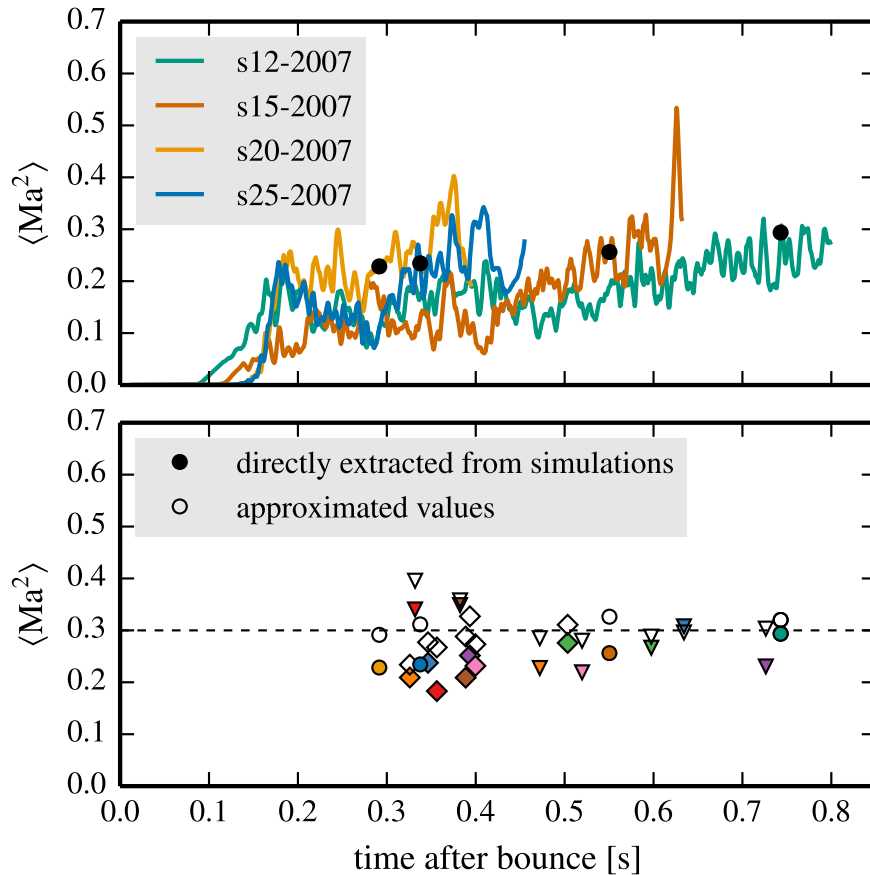 0.7
0.6
0.5
0.4
0.3
0.2
0.1
0.0
⟨Ma²⟩
s12-2007
s15-2007
s20-2007
s25-2007
0.7
0.6
0.5
0.4
0.3
0.2
0.1
0.0
⟨Ma²⟩
directly extracted from simulations
approximated values
0.0 0.1 0.2 0.3 0.4 0.5 0.6 0.7 0.8
time after bounce [s]